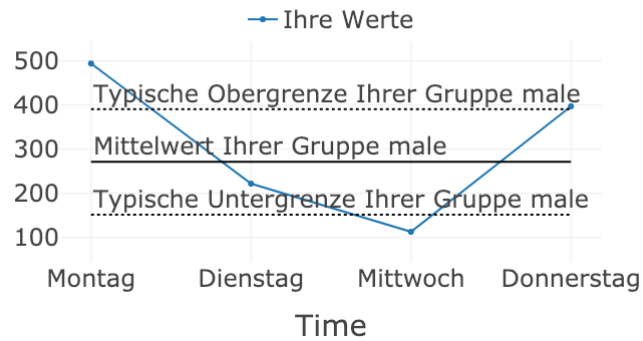 Ihre Werte
500
Typische Obergrenze Ihrer Gruppe male
400
Mittelwert Ihrer Gruppe male
300
200
Typische Untergrenze Ihrer Gruppe male
100
Montag Dienstag Mittwoch Donnerstag
Time